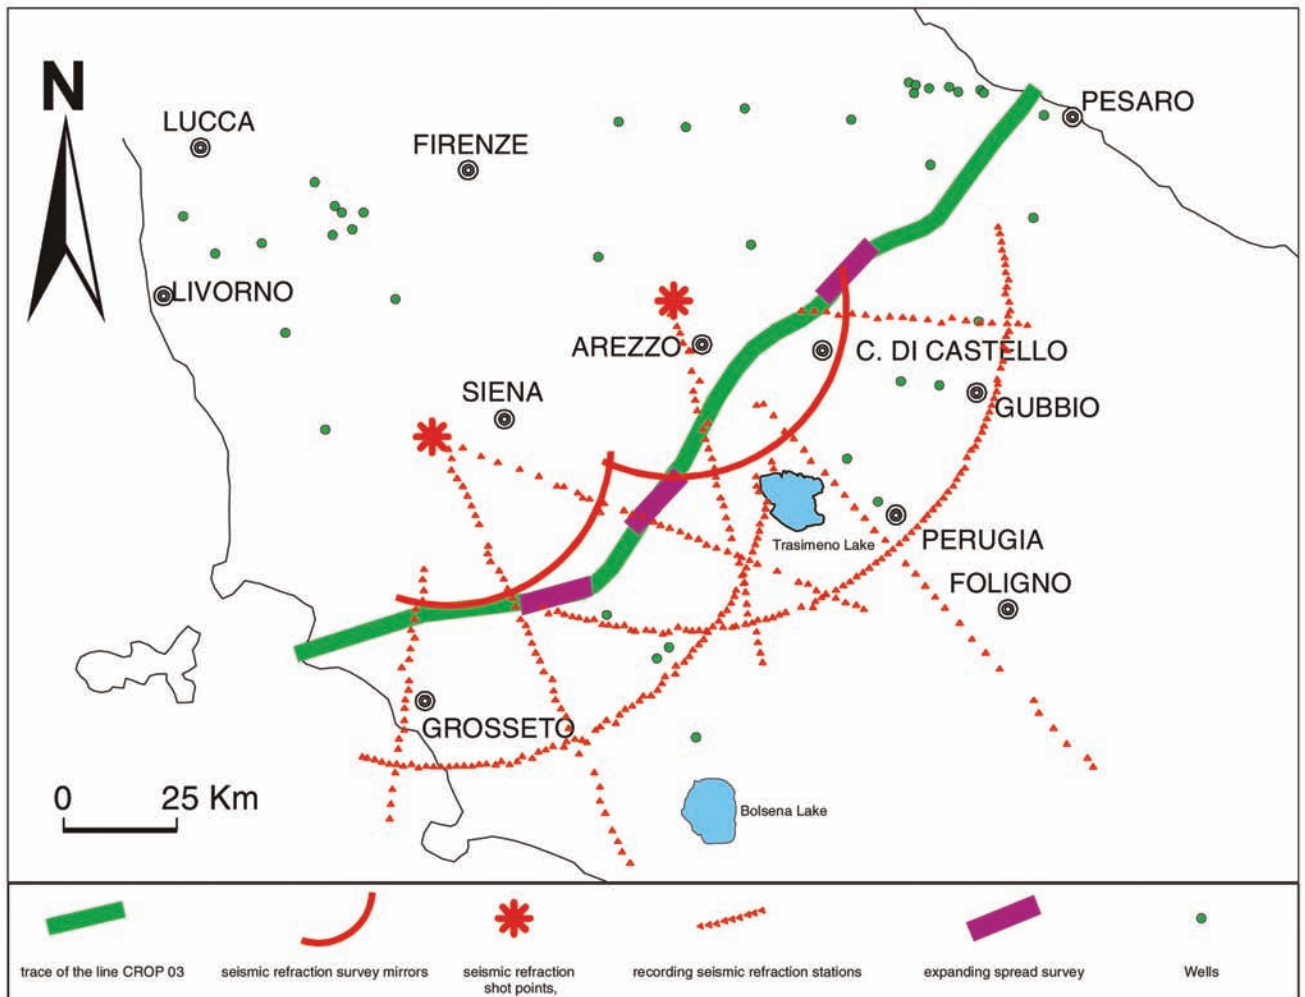 N
LUCCA
FIRENZE
PESARO
LIVORNO
AREZZO
C. DI CASTELLO
SIENA
GUBBIO
Trasimeno Lake
PERUGIA
FOLIGNO
GROSSETO
0 25 Km
Bolsena Lake
trace of the line CROP 03
seismic refraction survey mirrors
seismic refraction
shot points,
recording seismic refraction stations
expanding spread survey
Wells